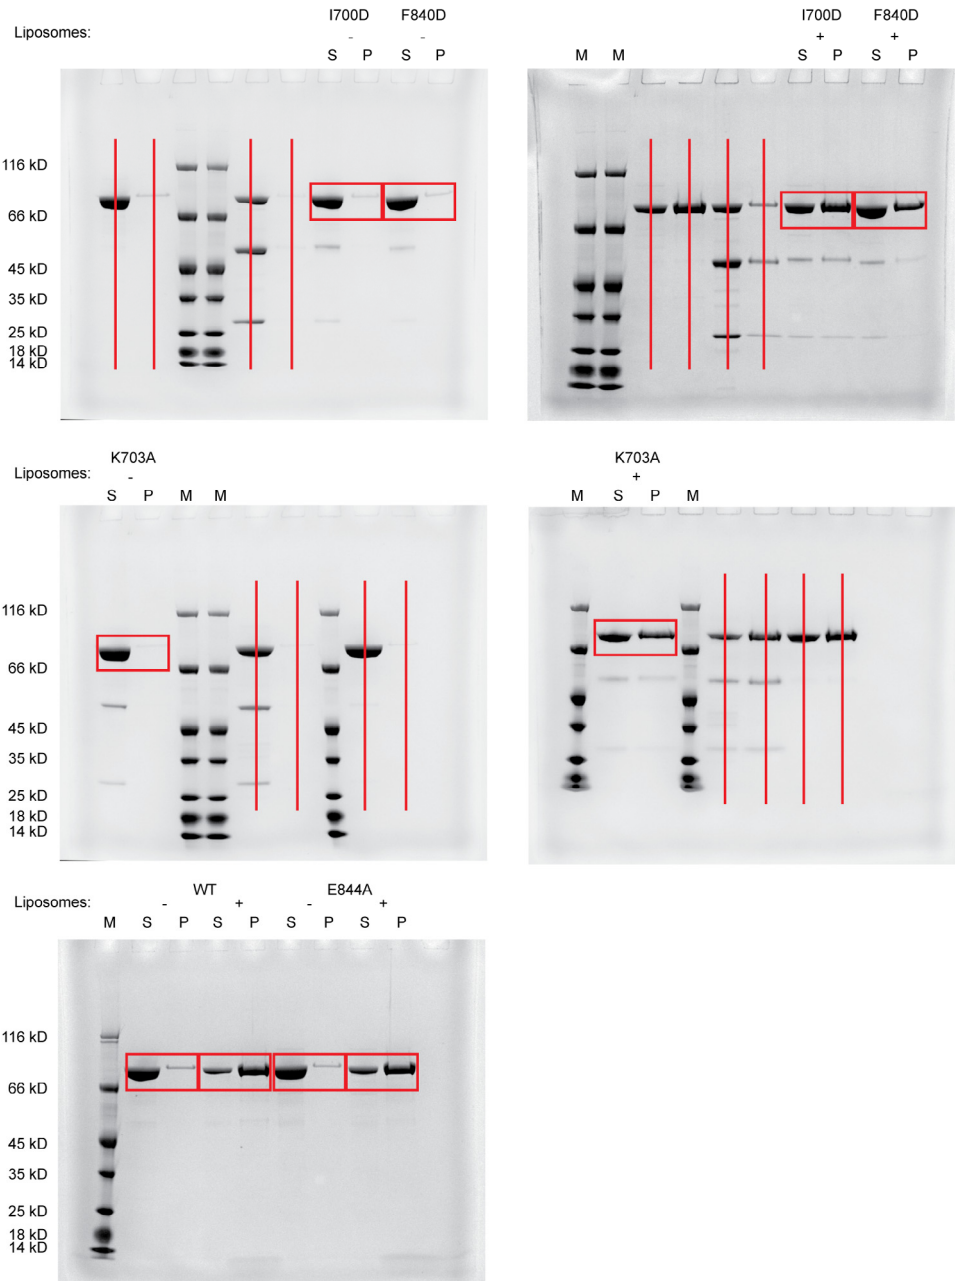 I700D F840D
Liposomes: - -
S P S P
116 kD
66 kD
45 kD
35 kD
25 kD
18 kD
14 kD
I700D F840D
+ +
M M S P S P
K703A
Liposomes: -
S P M M
116 kD
66 kD
45 kD
35 kD
25 kD
18 kD
14 kD
K703A
+
M S P M
WT E844A
Liposomes: - + - +
M S P S P S P S P
116 kD
66 kD
45 kD
35 kD
25 kD
18 kD
14 kD